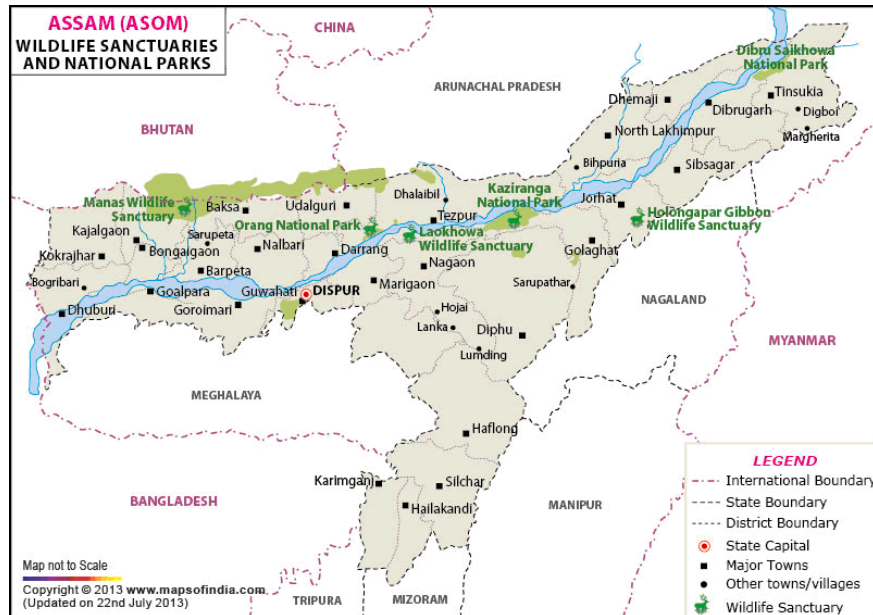 ASSAM (ASOM)
WILDLIFE SANCTUARIES
AND NATIONAL PARKS
CHINA
Dibru Saikhowa
National Park
ARUNACHAL PRADESH
Dhemaji
Tinsukia
Dibrugarh
Digboi
BHUTAN
North Lakhimpur
Margherita
Bihpuria
Sibsagar
Manas Wildlife
Sanctuary
Baksa
Udalguri
Dhalaibil
Kaziranga
National Park
Jorhat
Orang National Park
Tezpur
Holongapar Gibbon
Wildlife Sanctuary
Kajalgaon
Sarupeta
Laokhowa
Wildlife Sanctuary
Kokrajhar
Bongaigaon
Nalbari
Darrang
Golaghat
Barpeta
Nagaon
Bogribari
Goalpara
Guwahati
DISPUR
Marigaon
Sarupathar
NAGALAND
Dhuburi
Goroimari
Hojai
Lanka
Diphu
MYANMAR
Lumding
MEGHALAYA
Haflong
LEGEND
International Boundary
State Boundary
District Boundary
State Capital
Major Towns
Other towns/villages
Wildlife Sanctuary
Karimganj
Silchar
BANGLADESH
Hailakandi
MANIPUR
Map not to Scale
Copyright © 2013 www.mapsofindia.com
(Updated on 22nd July 2013)
TRIPURA
MIZORAM